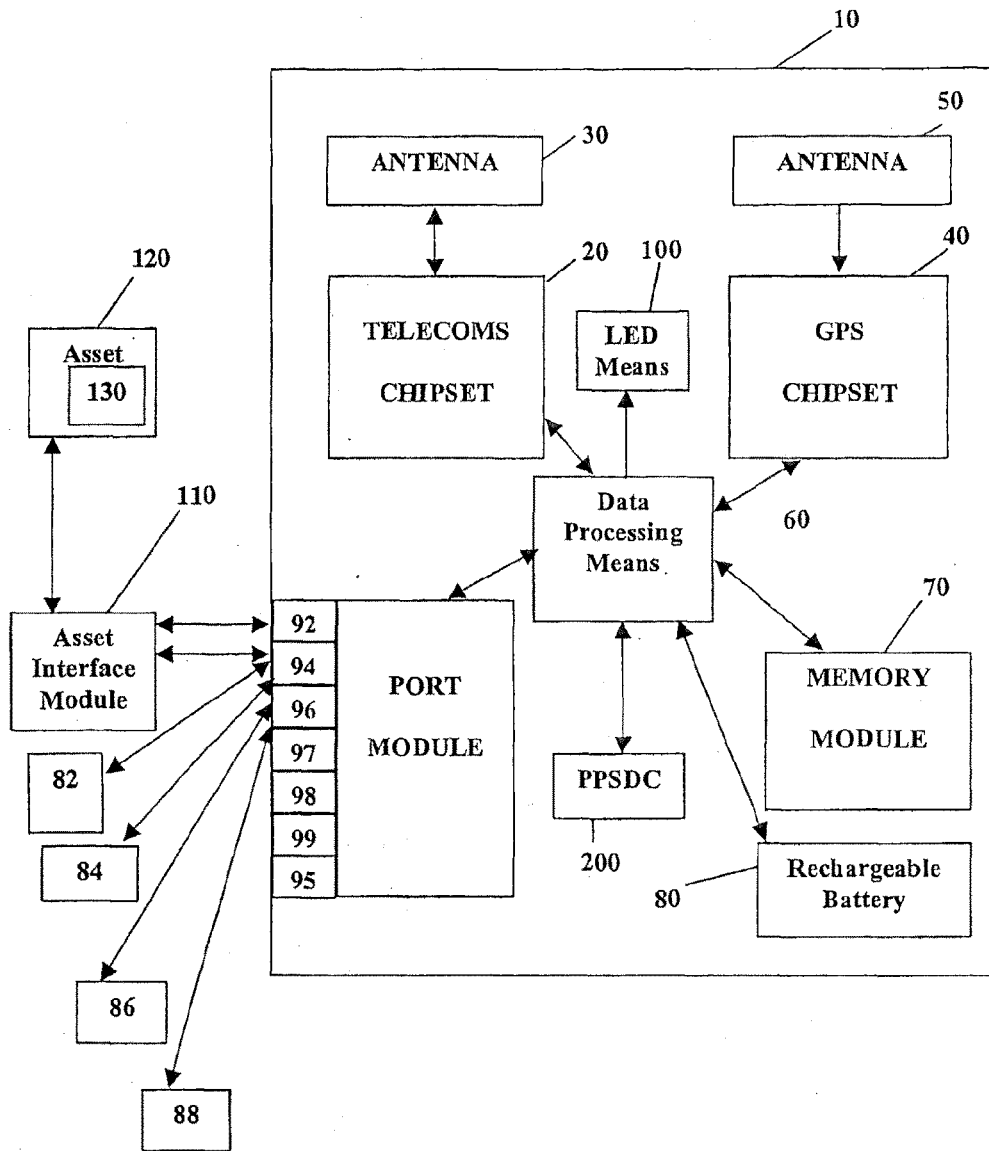 10
30
50
ANTENNA
ANTENNA
120
20
100
40
Asset
130
TELECOMS
CHIPSET
LED
Means
GPS
CHIPSET
110
Data
Processing
Means
60
70
Asset
Interface
Module
92
94
96
97
98
99
95
PORT
MODULE
MEMORY
MODULE
82
84
86
88
PPSDC
200
80
Rechargeable
Battery